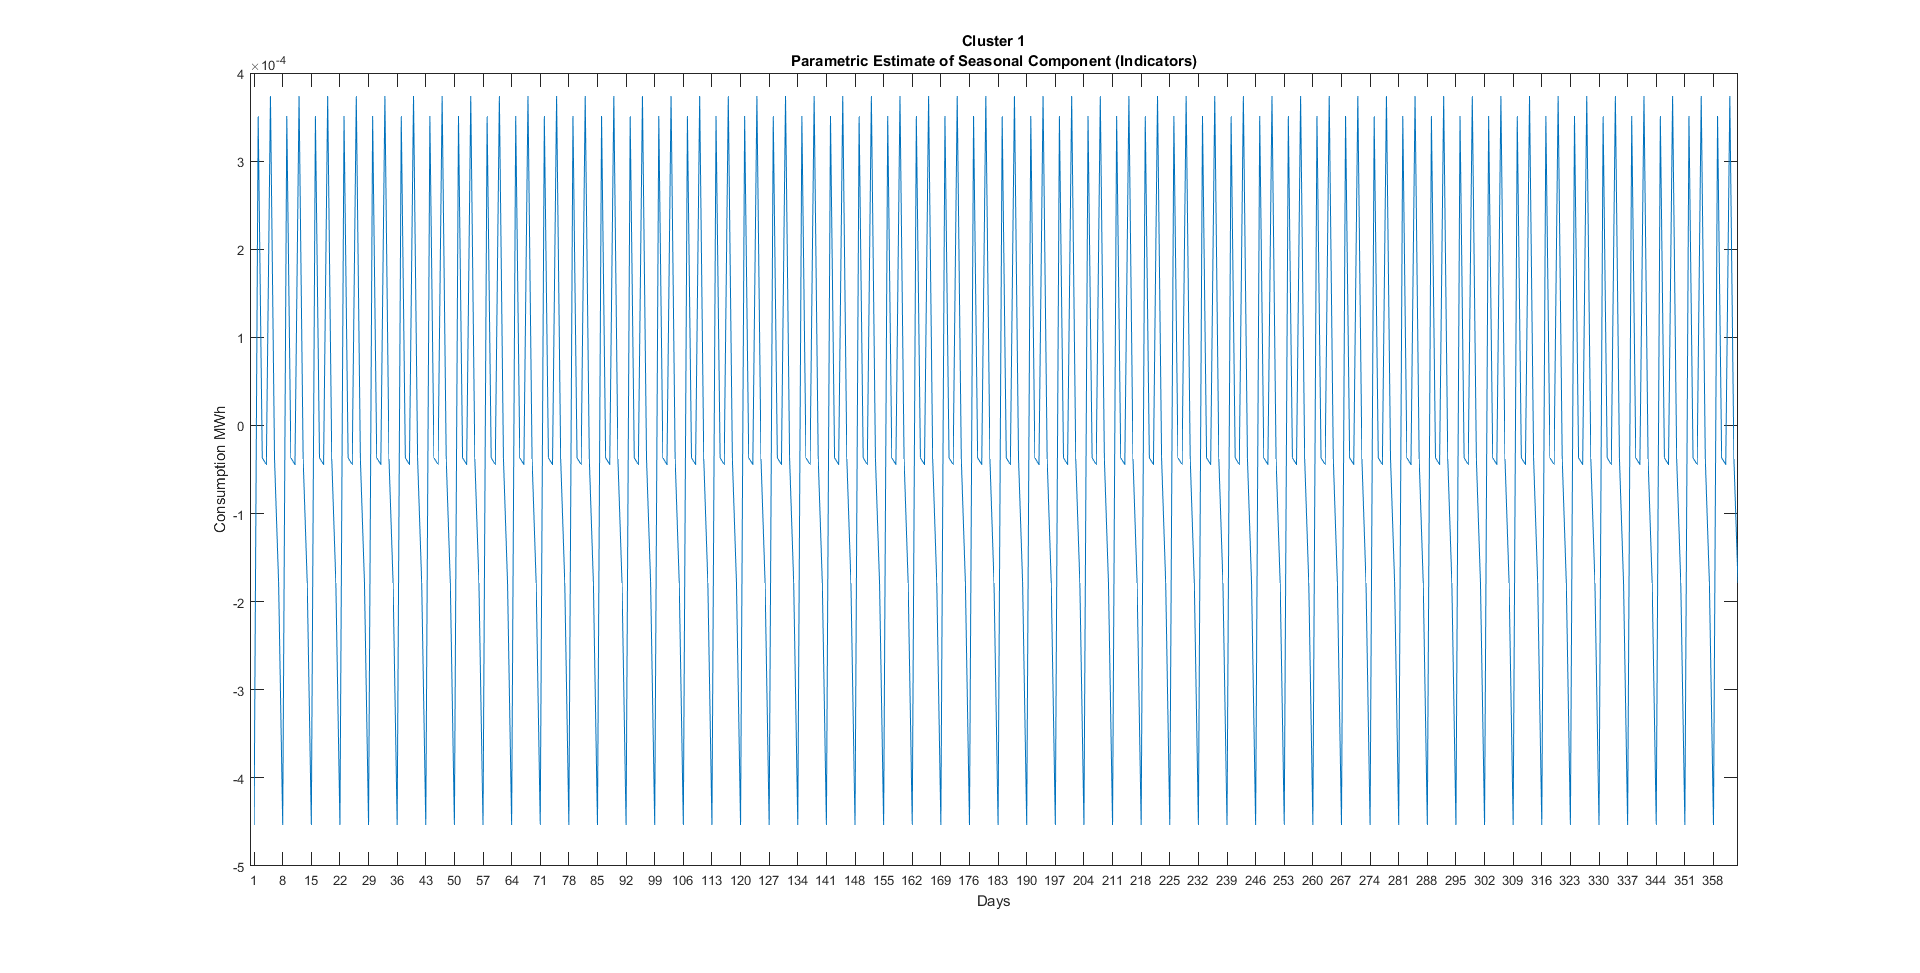 Cluster 1
Parametric Estimate of Seasonal Component (Indicators)
×10-4
4
3
2
1
0
-1
-2
-3
-4
-5
Consumption MWh
1 8 15 22 29 36 43 50 57 64 71 78 85 92 99 106 113 120 127 134 141 148 155 162 169 176 183 190 197 204 211 218 225 232 239 246 253 260 267 274 281 288 295 302 309 316 323 330 337 344 351 358
Days